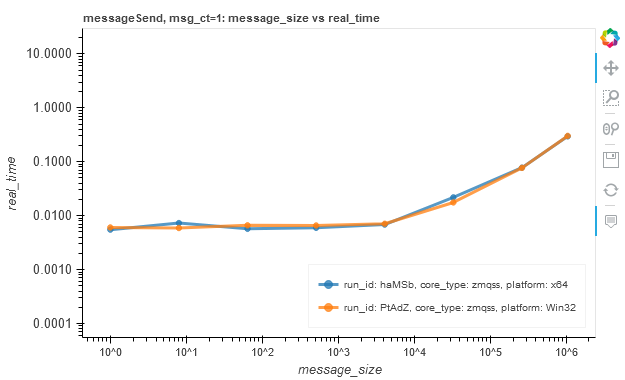 messageSend, msg_ct=1: message_size vs real_time
10.0000
1.0000
0.1000
0.0100
0.0010
0.0001
real_time
run_id: haMSb, core_type: zmqss, platform: x64
run_id: PtAdZ, core_type: zmqss, platform: Win32
10^0 10^1 10^2 10^3 10^4 10^5 10^6
message_size